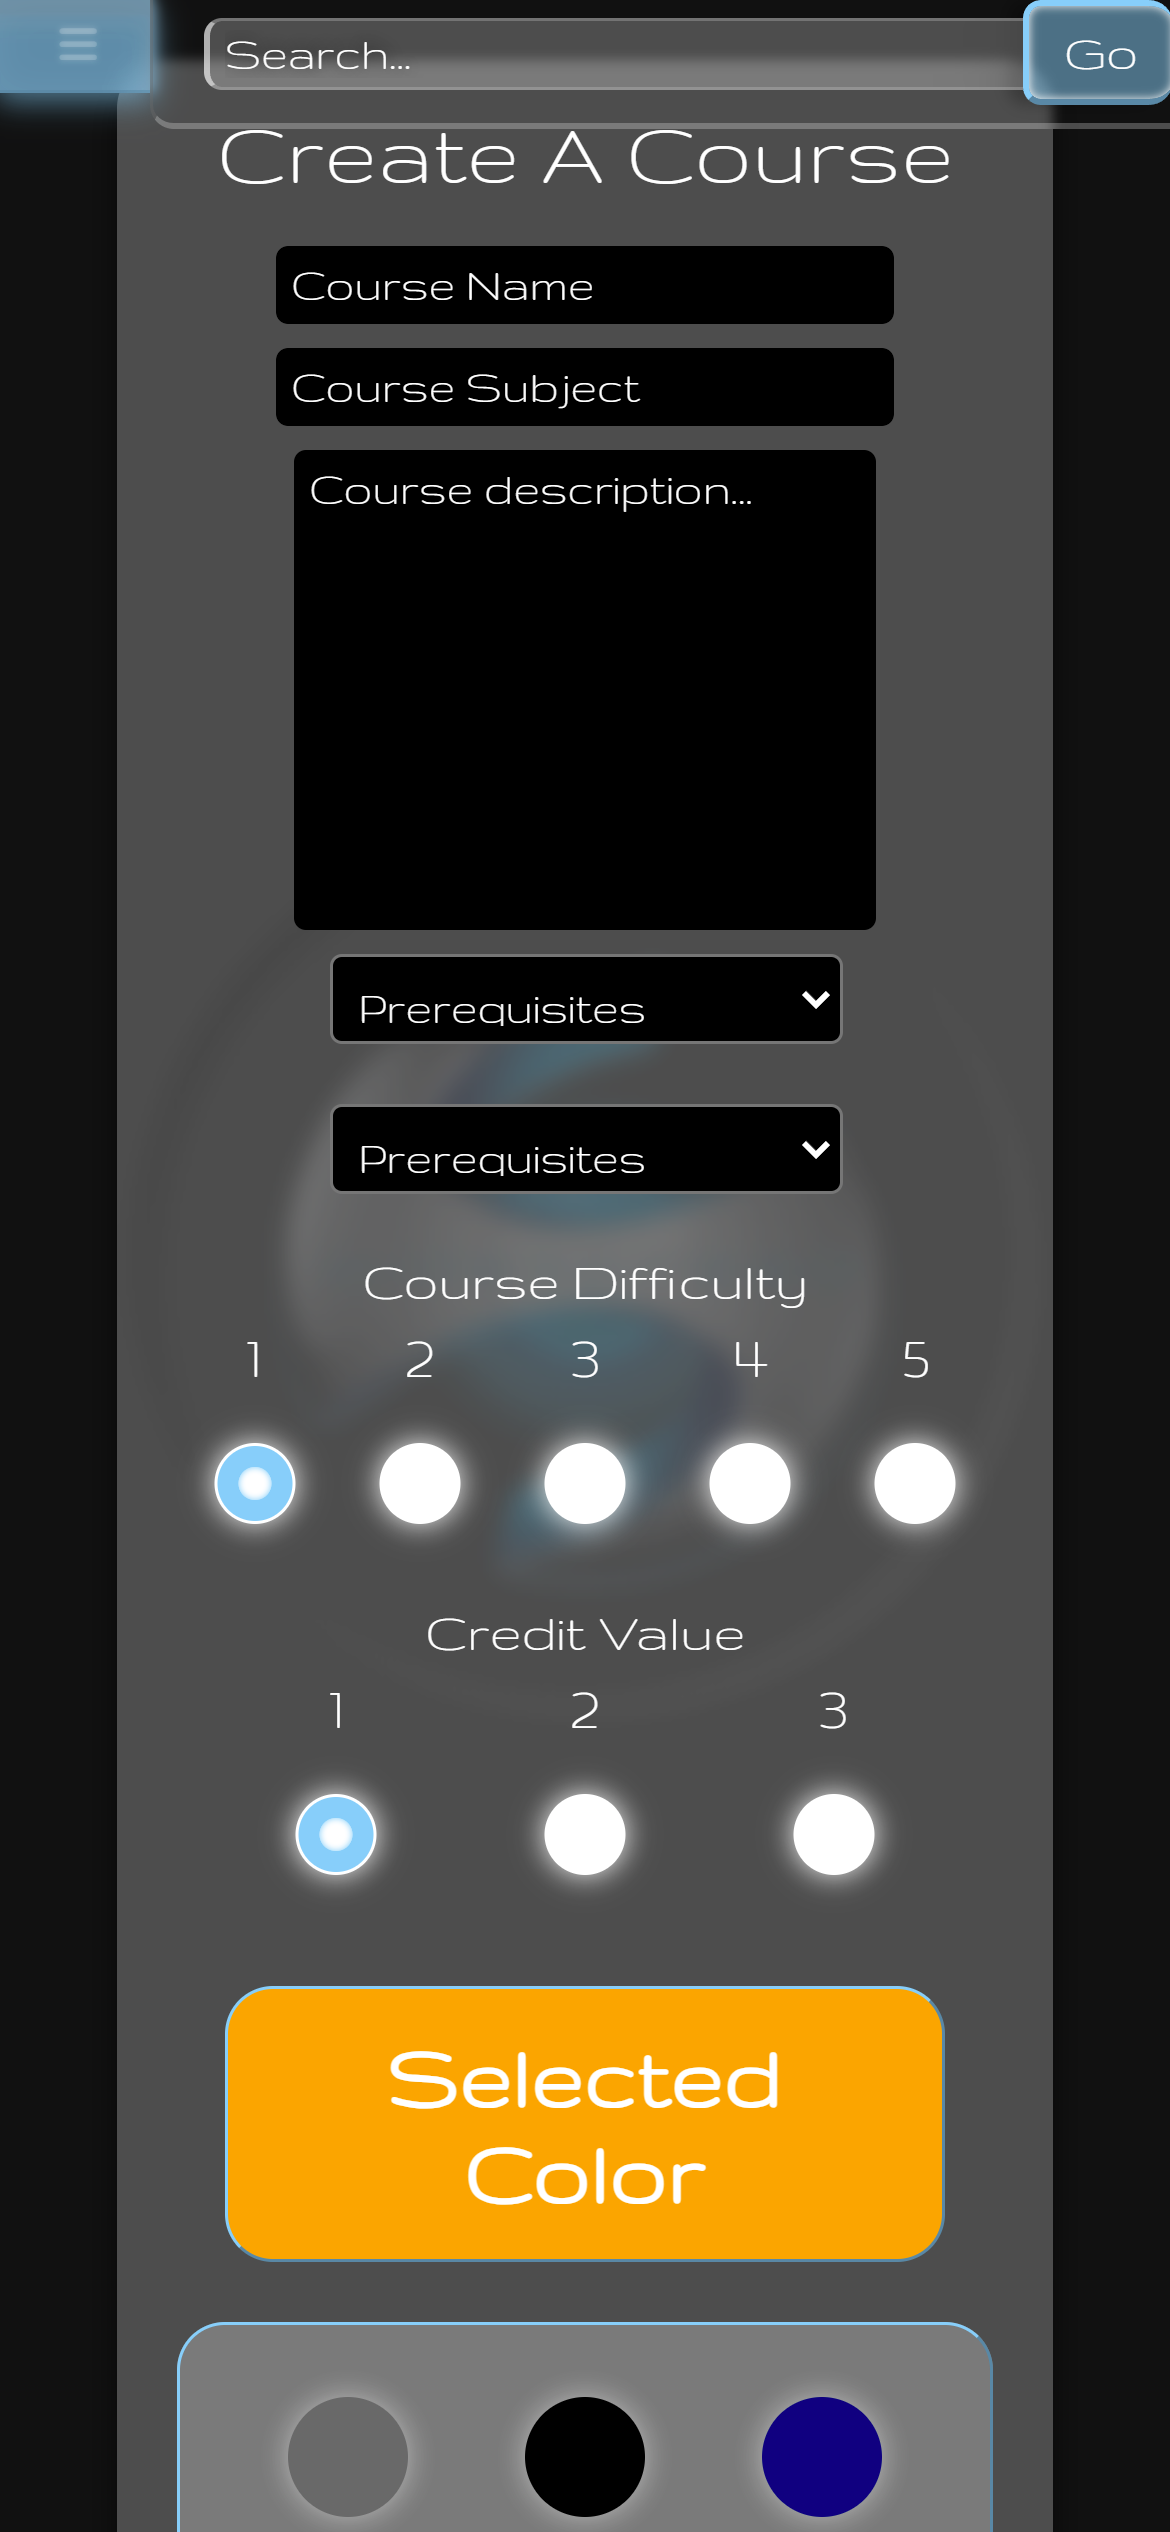 Search...
Go
Create A Course
Course Name
Course Subject
Course description...
Prerequisites
Prerequisites
Course Difficulty
1 2 3 4 5
Credit Value
1 2 3
Selected
Color